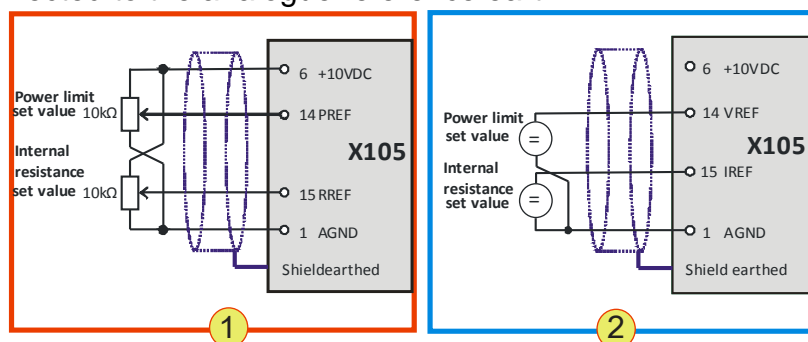 6 +10VDC
Power limit
set value 10kΩ
14 PREF
X105
Internal
resistance
set value 10kΩ
15 RREF
1 AGND
Shieldearthed
1
6 +10VDC
Power limit
set value
=
14 VREF
X105
Internal
resistance
set value
=
15 IREF
1 AGND
Shield earthed
2